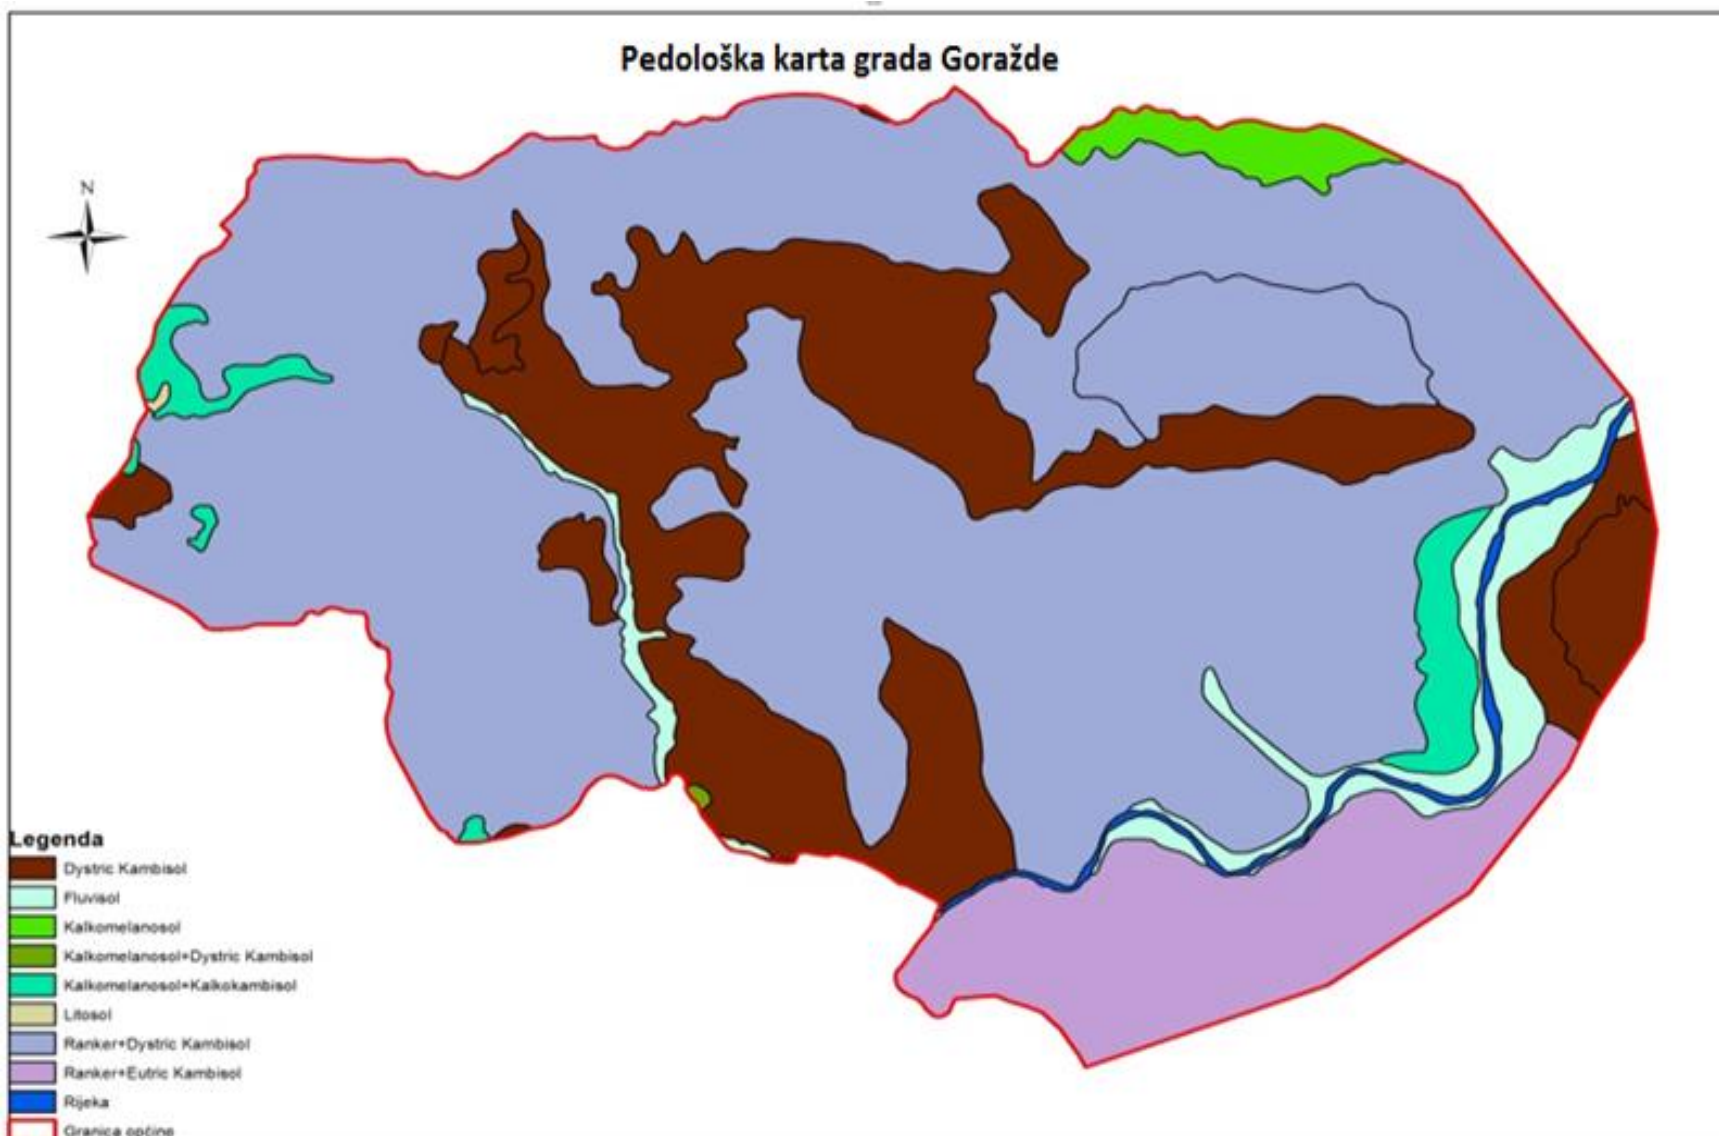 Pedološka karta grada Goražde
N
Legenda
Dystric Kambisol
Fluvisol
Kalkomelanosol
Kalkomelanosol+Dystric Kambisol
Kalkomelanosol+Kalkokambisol
Litosol
Ranker+Dystric Kambisol
Ranker+Eutric Kambisol
Rijeka
Granica općine